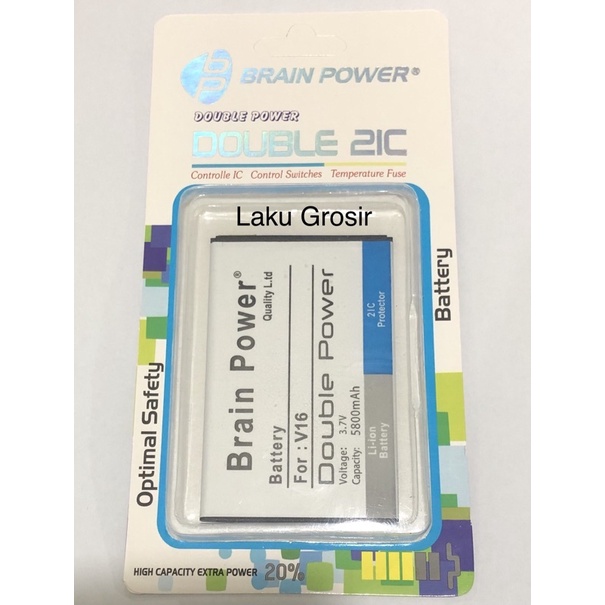 BRAIN POWER®
DOUBLE POWER
DOUBLE 2IC
Controlle IC Control Switches Temperature Fuse
Laku Grosir
Brain Power®
Quality L.td
Battery
For : V16
Double Power
Voltage: 3.7V
Capacity: 5800mAh
2IC
Protector
Li-Ion
Battery
Optimal Safety
Battery
HIGH CAPACITY EXTRA POWER 20%